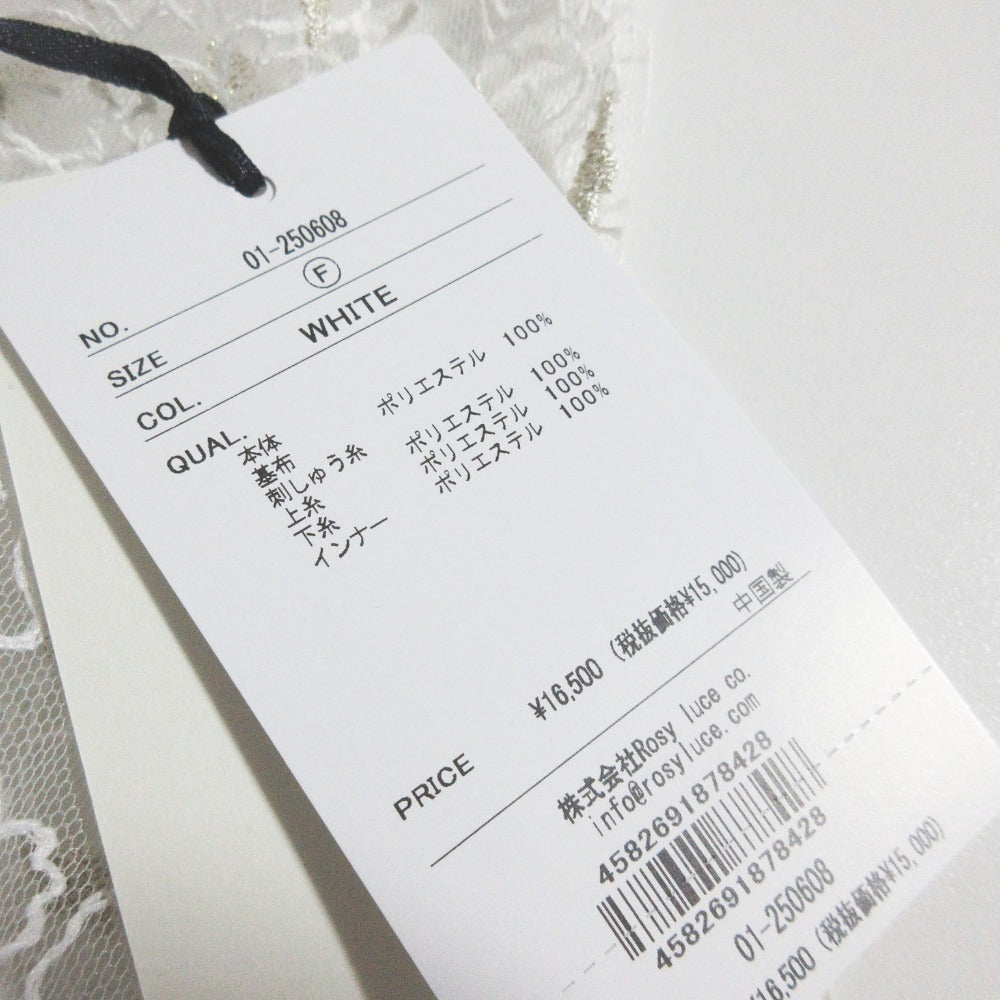 NO. 01-250608
SIZE Ⓕ
COL. WHITE
QUAL.
本体 ポリエステル 100%
基布
刺しゅう糸 ポリエステル 100%
上糸 ポリエステル 100%
下糸 ポリエステル 100%
インナー
PRICE ¥16,500 (税抜価格¥15,000)
中国製
株式会社Rosy luce co.
info@rosyluce.com
4582691878428
4582691878428
01-250608
¥16,500 (税抜価格¥15,000)